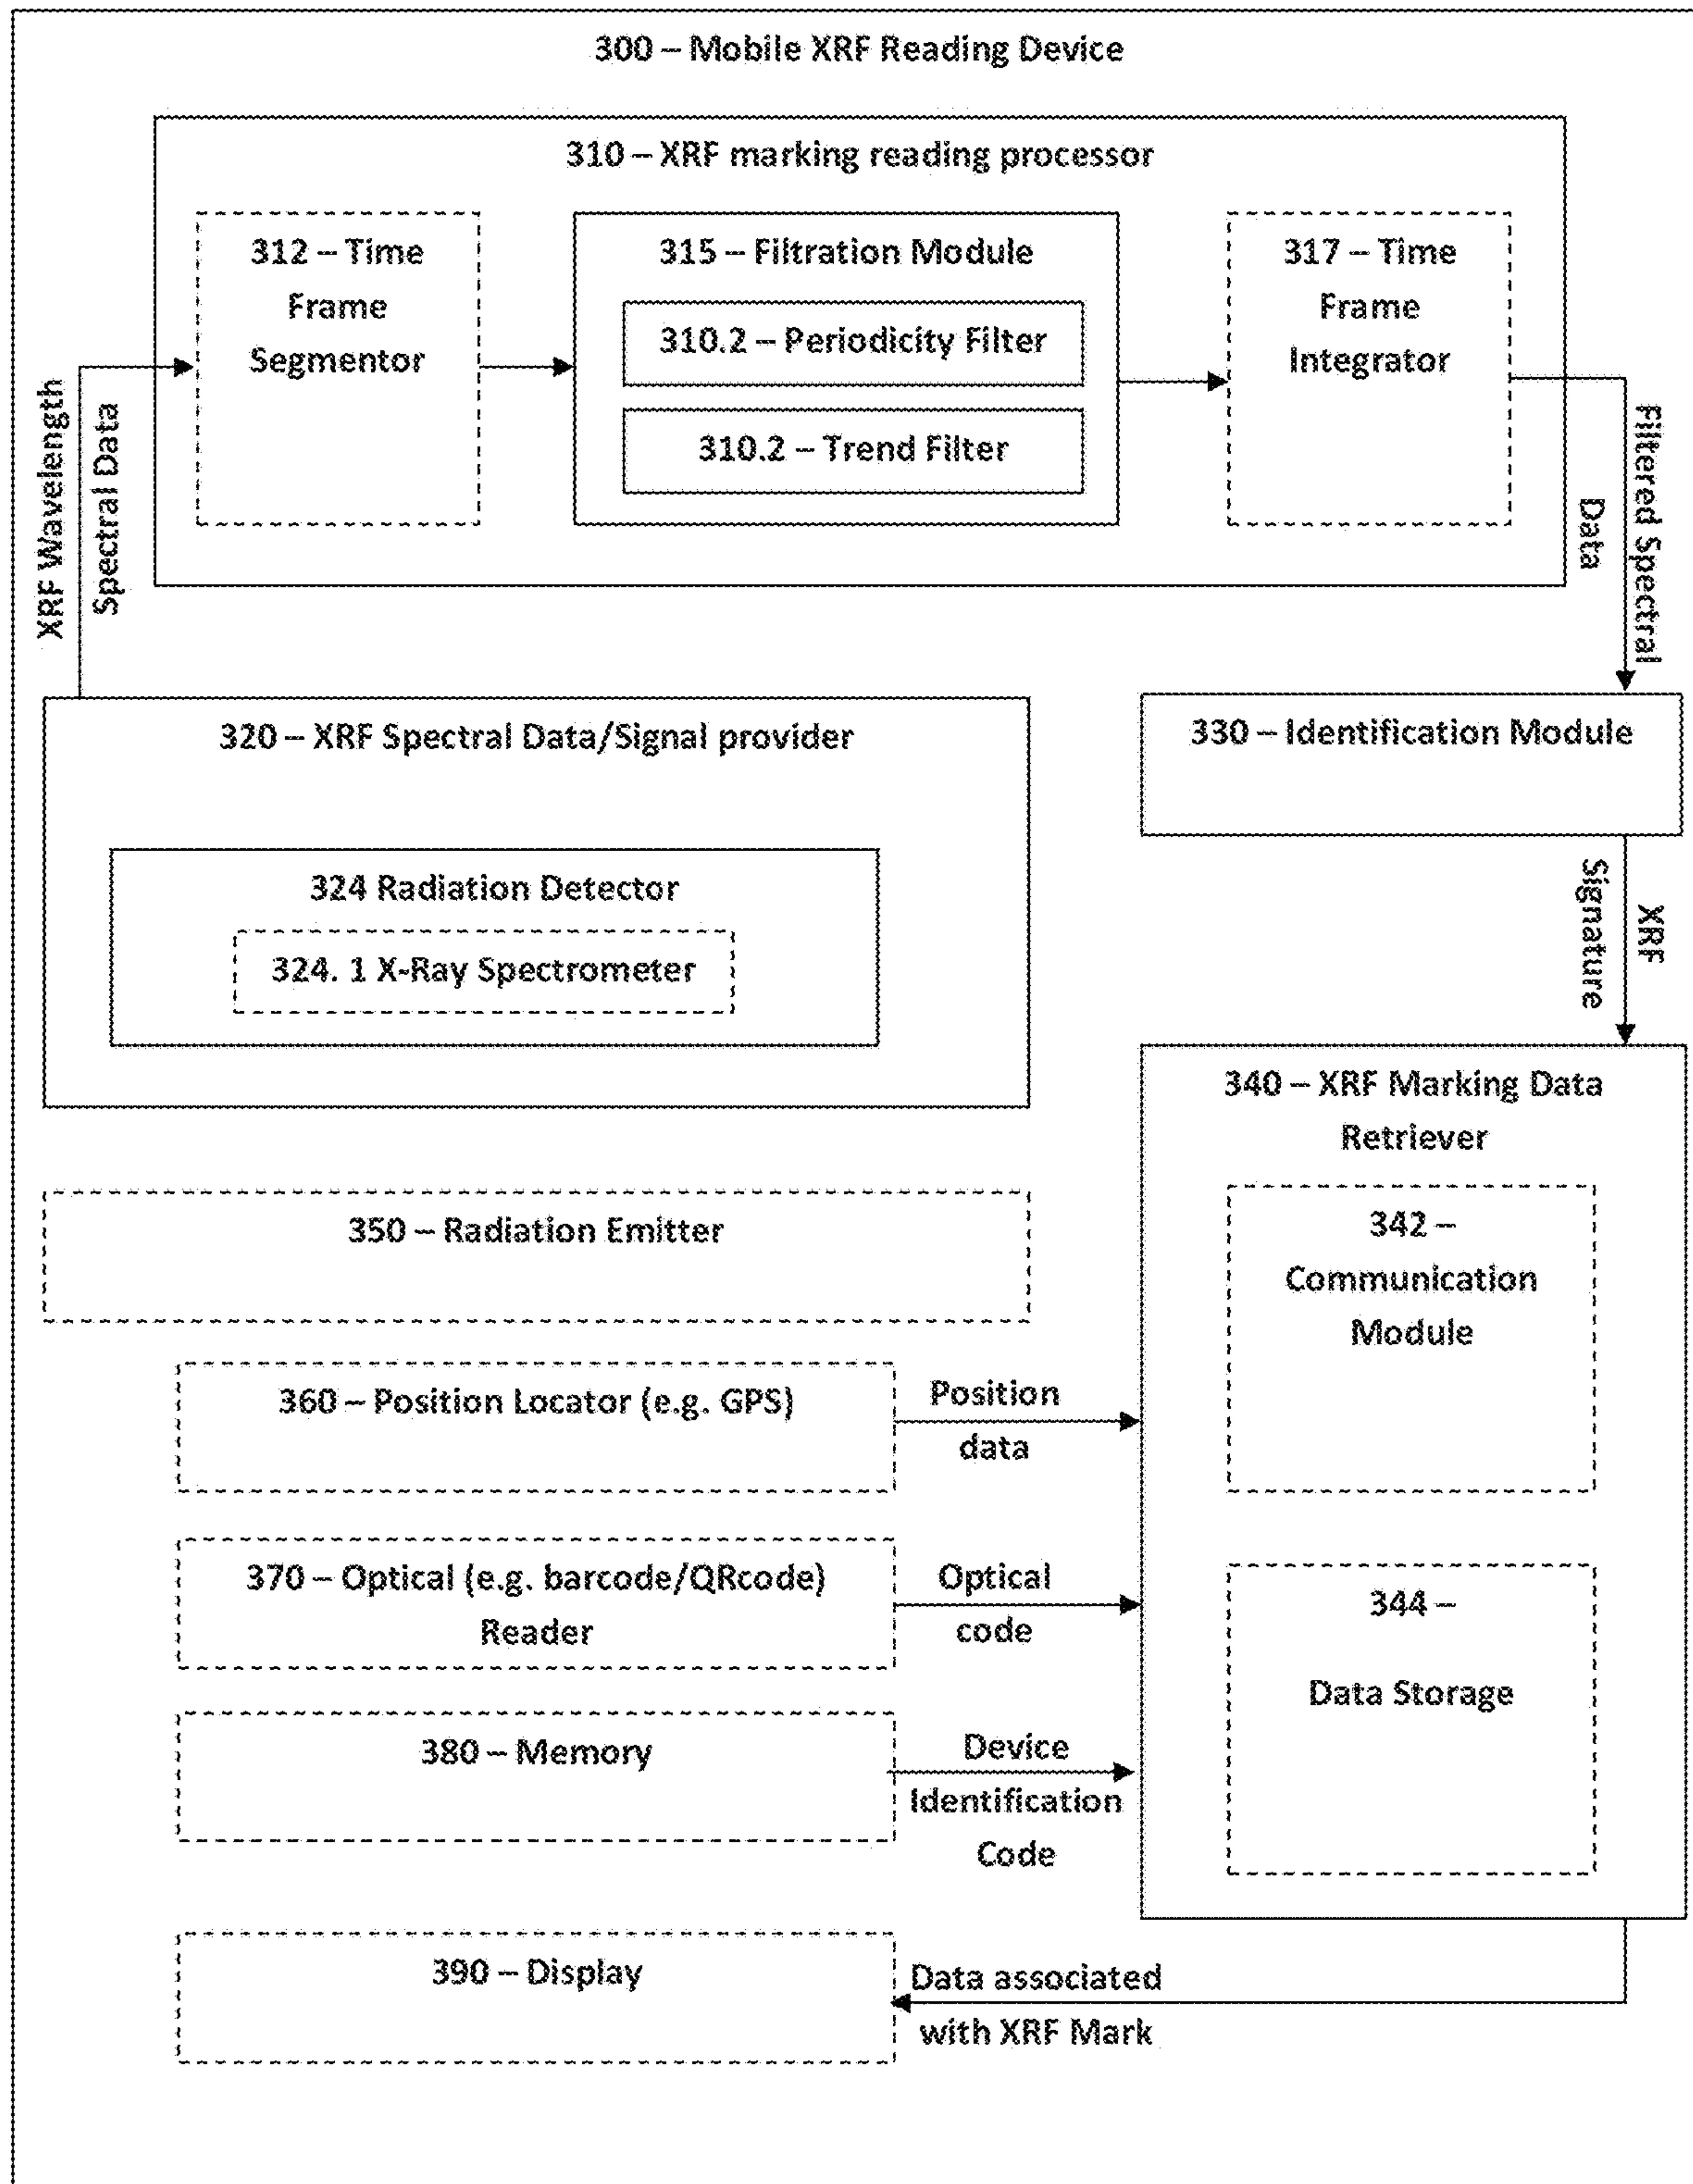 300 – Mobile XRF Reading Device
310 – XRF marking reading processor
312 – Time
Frame
Segmentor
315 – Filtration Module
310.2 – Periodicity Filter
310.2 – Trend Filter
317 – Time
Frame
Integrator
XRF Wavelength
Spectral Data
Filtered Spectral
Data
320 – XRF Spectral Data/Signal provider
324 Radiation Detector
324. 1 X-Ray Spectrometer
330 – Identification Module
XRF
Signature
340 – XRF Marking Data
Retriever
342 –
Communication
Module
344 –
Data Storage
350 – Radiation Emitter
360 – Position Locator (e.g. GPS)
Position
data
370 – Optical (e.g. barcode/QRcode)
Reader
Optical
code
380 – Memory
Device
Identification
Code
390 – Display
Data associated
with XRF Mark